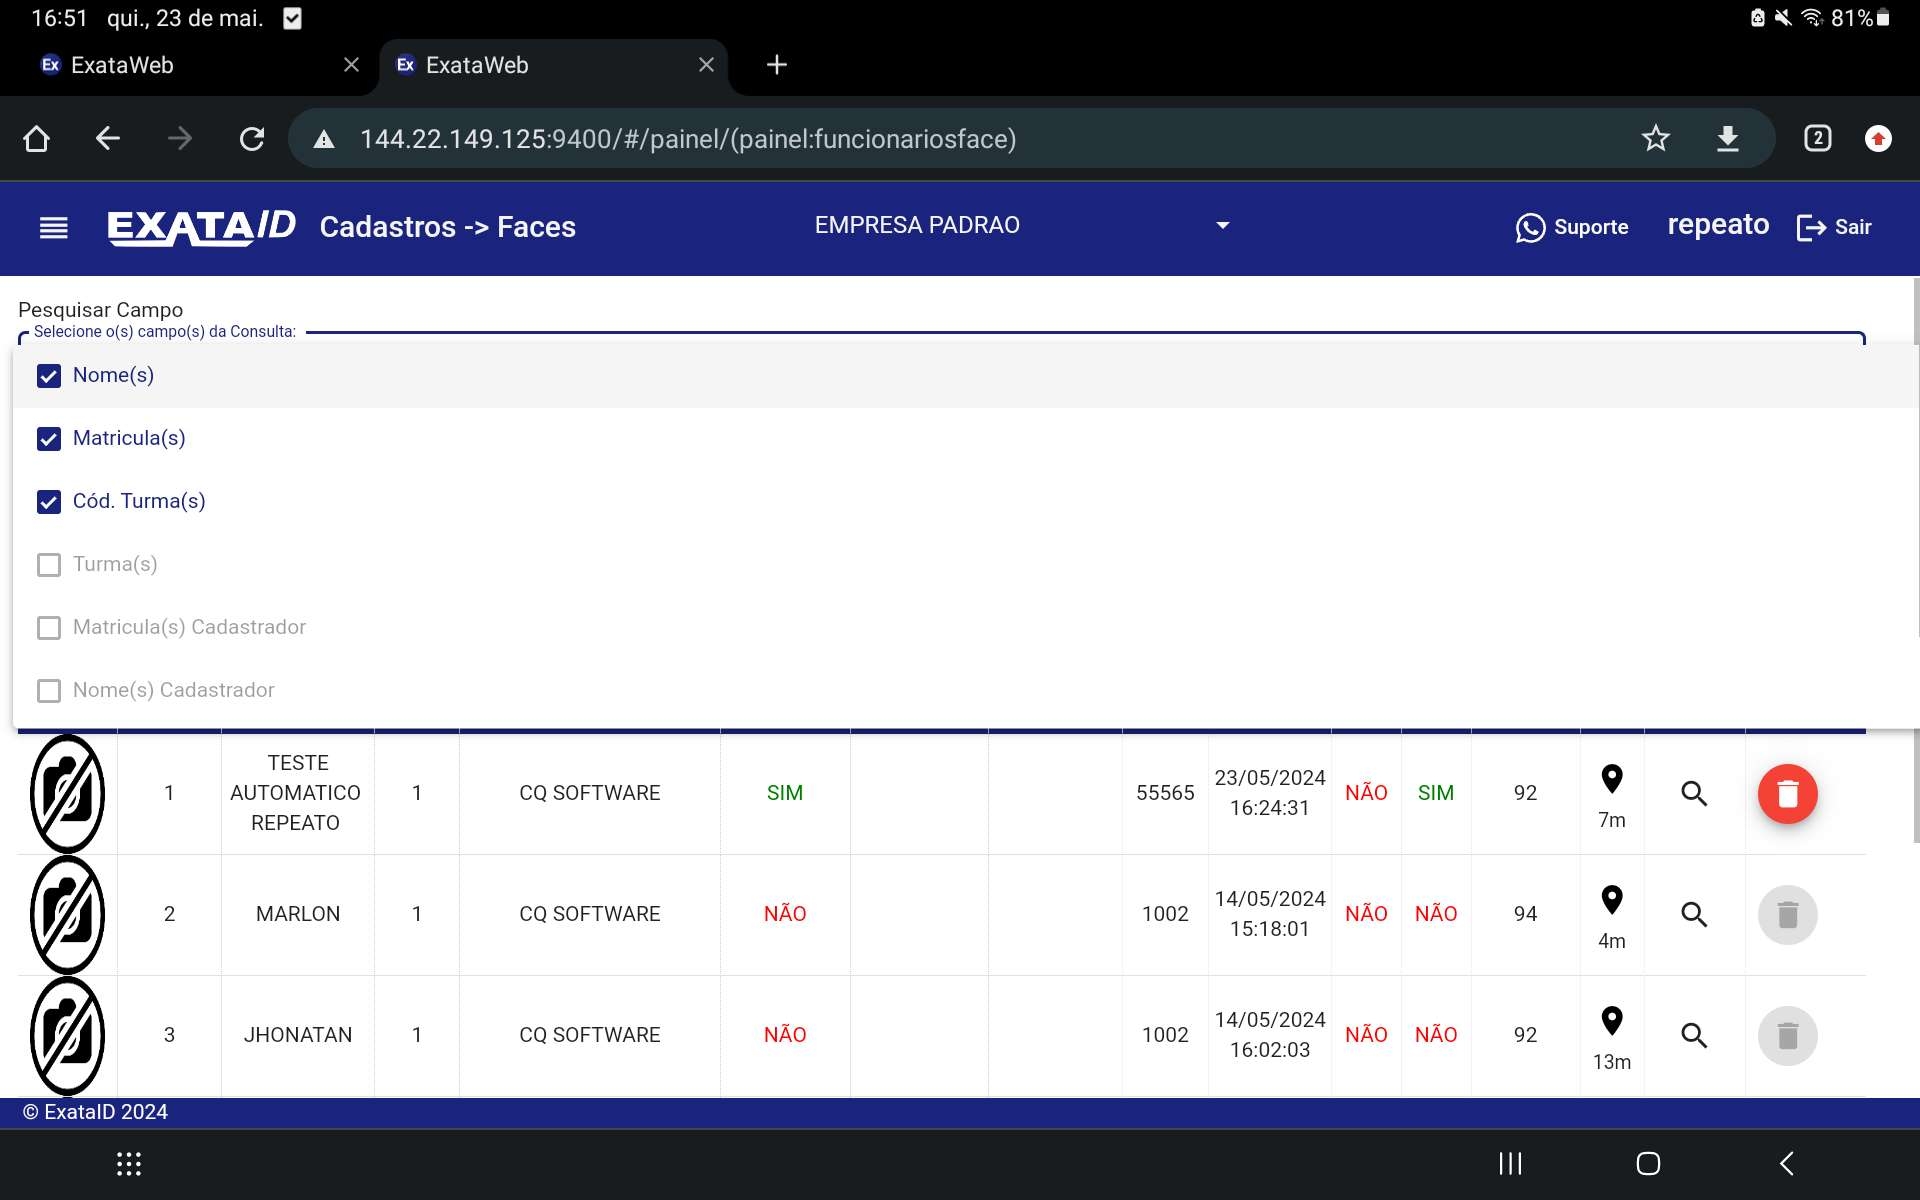 16:51 qui., 23 de mai. 81%
ExataWeb ExataWeb
144.22.149.125:9400/#/painel/(painel:funcionariosface) 2
EXATAID Cadastros -> Faces EMPRESA PADRAO Suporte repeato Sair
Pesquisar Campo
Selecione o(s) campo(s) da Consulta:
Nome(s)
Matricula(s)
Cód. Turma(s)
Turma(s)
Matricula(s) Cadastrador
Nome(s) Cadastrador
1 TESTE AUTOMATICO REPEATO 1 CQ SOFTWARE SIM 55565 23/05/2024 16:24:31 NÃO SIM 92 7m
2 MARLON 1 CQ SOFTWARE NÃO 1002 14/05/2024 15:18:01 NÃO NÃO 94 4m
3 JHONATAN 1 CQ SOFTWARE NÃO 1002 14/05/2024 16:02:03 NÃO NÃO 92 13m
© ExataID 2024